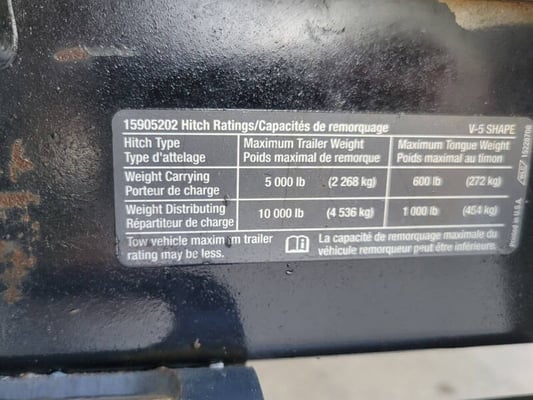 15905202 Hitch Ratings/Capacités de remorquage V-5 SHAPE
Hitch Type Maximum Trailer Weight Maximum Tongue Weight
Type d'attelage Poids maximal de remorque Poids maximal au timon
Weight Carrying 5 000 lb (2 268 kg) 600 lb (272 kg)
Porteur de charge
Weight Distributing 10 000 lb (4 536 kg) 1 000 lb (454 kg)
Répartiteur de charge
Tow vehicle maximum trailer La capacité de remorquage maximale du
rating may be less. véhicule remorqueur peut être inférieure.
Printed in U.S.A.